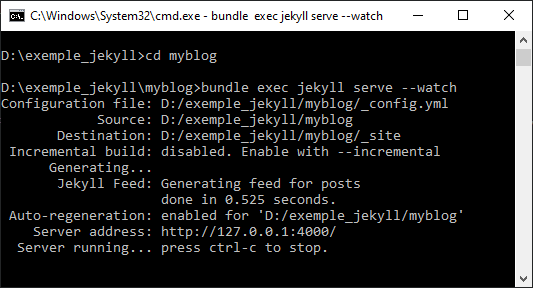 C:\Windows\System32\cmd.exe - bundle exec jekyll serve --watch
D:\exemple_jekyll>cd myblog
D:\exemple_jekyll\myblog>bundle exec jekyll serve --watch
Configuration file: D:/exemple_jekyll/myblog/_config.yml
Source: D:/exemple_jekyll/myblog
Destination: D:/exemple_jekyll/myblog/_site
Incremental build: disabled. Enable with --incremental
Generating...
Jekyll Feed: Generating feed for posts
done in 0.525 seconds.
Auto-regeneration: enabled for 'D:/exemple_jekyll/myblog'
Server address: http://127.0.0.1:4000/
Server running... press ctrl-c to stop.